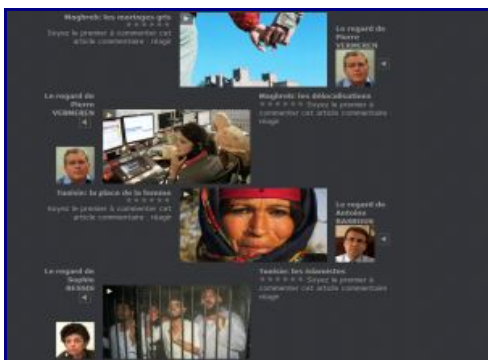 Maghreb: les mariages gris
Soyez le premier à commenter cet
article commentaire : réagir
Le regard de
Pierre
VERMEREN
Le regard de
Pierre
VERMEREN
Maghreb: les délocalisations
Soyez le premier à
commenter cet article commentaire
réagir
Tunisie: la place de la femme
Soyez le premier à commenter cet
article commentaire : réagir
Le regard de
Antoine
Le regard de
Sophie
BESSIS
Tunisie: les islamistes
Soyez le premier à
commenter cet article commentaire
réagir